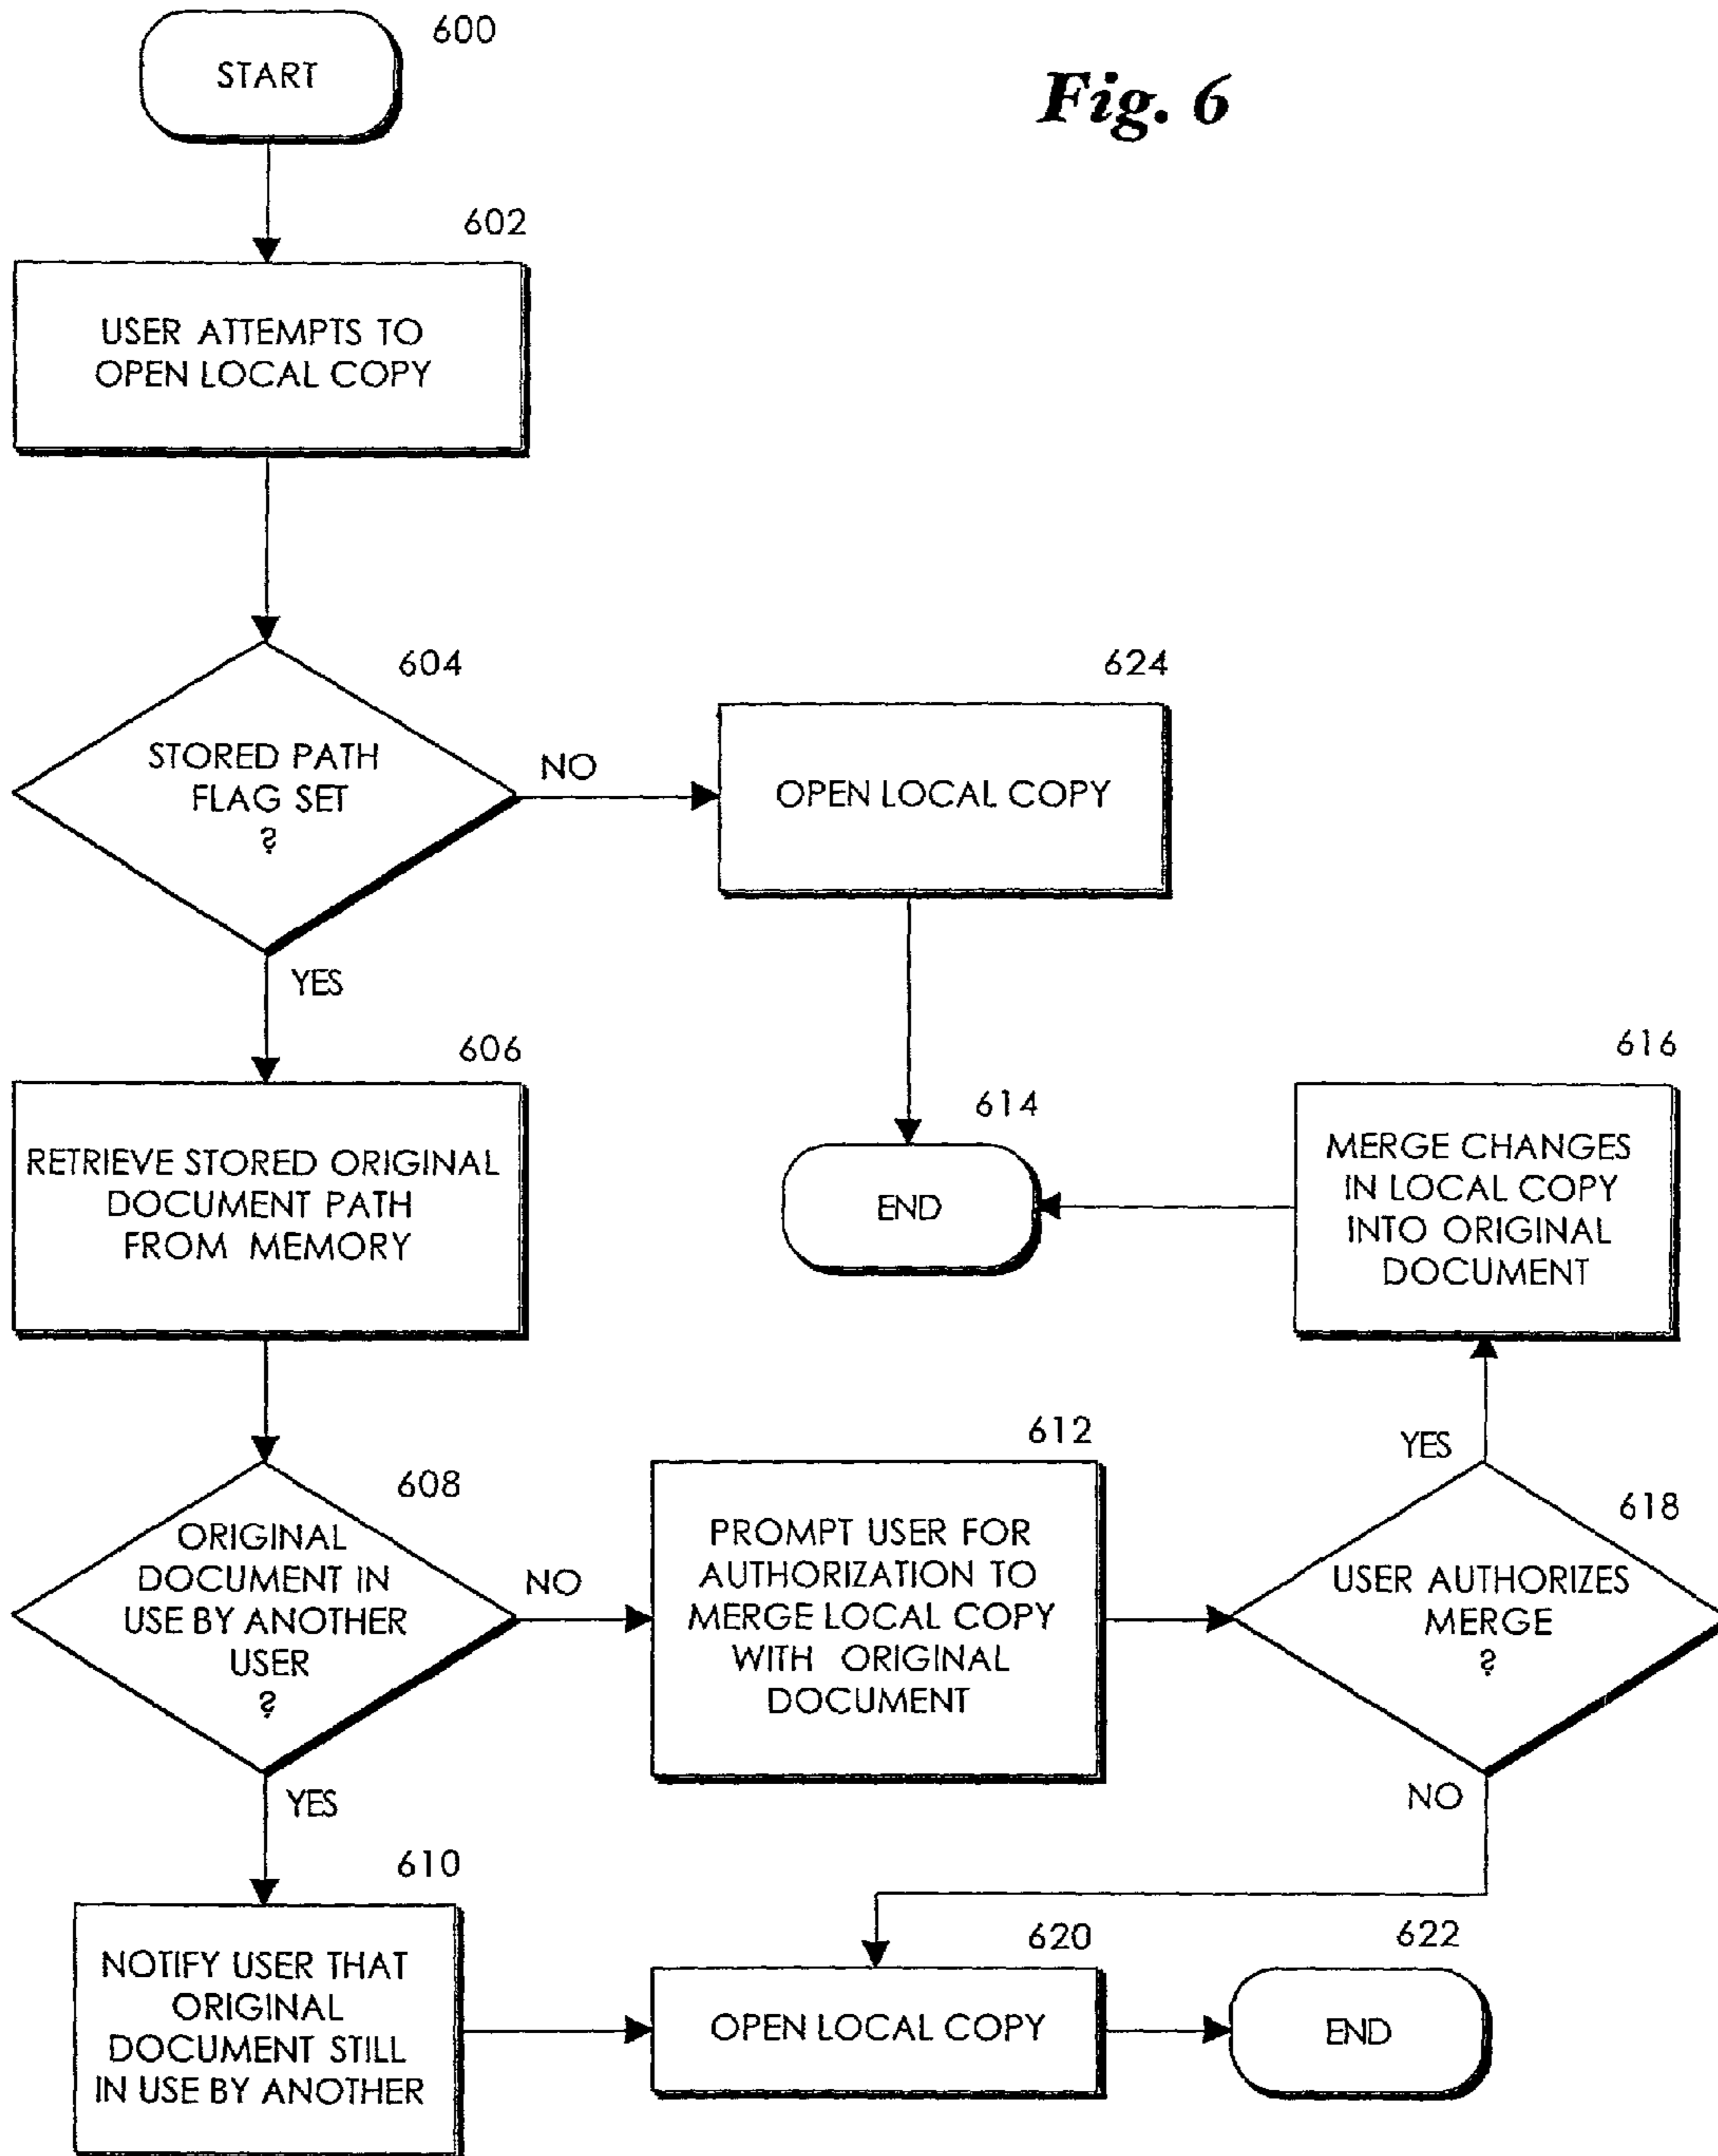 600
START
Fig. 6
602
USER ATTEMPTS TO
OPEN LOCAL COPY
604
STORED PATH
FLAG SET
?
NO
YES
624
OPEN LOCAL COPY
606
RETRIEVE STORED ORIGINAL
DOCUMENT PATH
FROM MEMORY
614
END
616
MERGE CHANGES
IN LOCAL COPY
INTO ORIGINAL
DOCUMENT
608
ORIGINAL
DOCUMENT IN
USE BY ANOTHER
USER
?
NO
YES
612
PROMPT USER FOR
AUTHORIZATION TO
MERGE LOCAL COPY
WITH ORIGINAL
DOCUMENT
YES
618
USER AUTHORIZES
MERGE
?
NO
610
NOTIFY USER THAT
ORIGINAL
DOCUMENT STILL
IN USE BY ANOTHER
620
OPEN LOCAL COPY
622
END